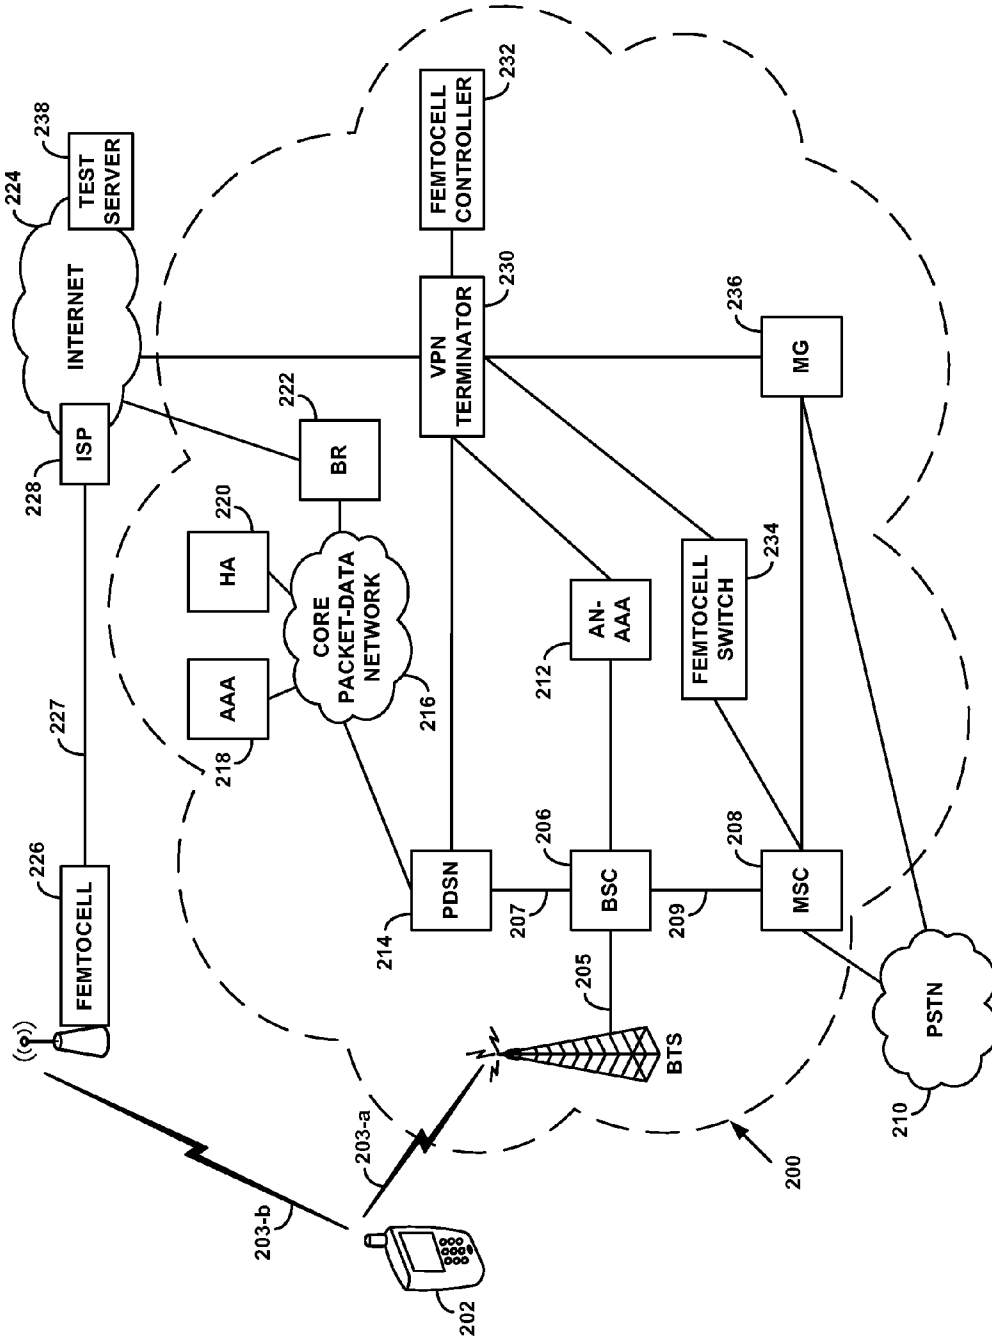 203-b
203-a
202
FEMTOCELL
226
227
ISP
228
INTERNET
224
TEST
SERVER
238
AAA
218
HA
220
BR
222
CORE
PACKET-DATA
NETWORK
216
PDSN
214
207
VPN
TERMINATOR
230
FEMTOCELL
CONTROLLER
232
BTS
205
BSC
206
209
AN-
AAA
212
FEMTOCELL
SWITCH
234
MSC
208
MG
236
PSTN
210
200